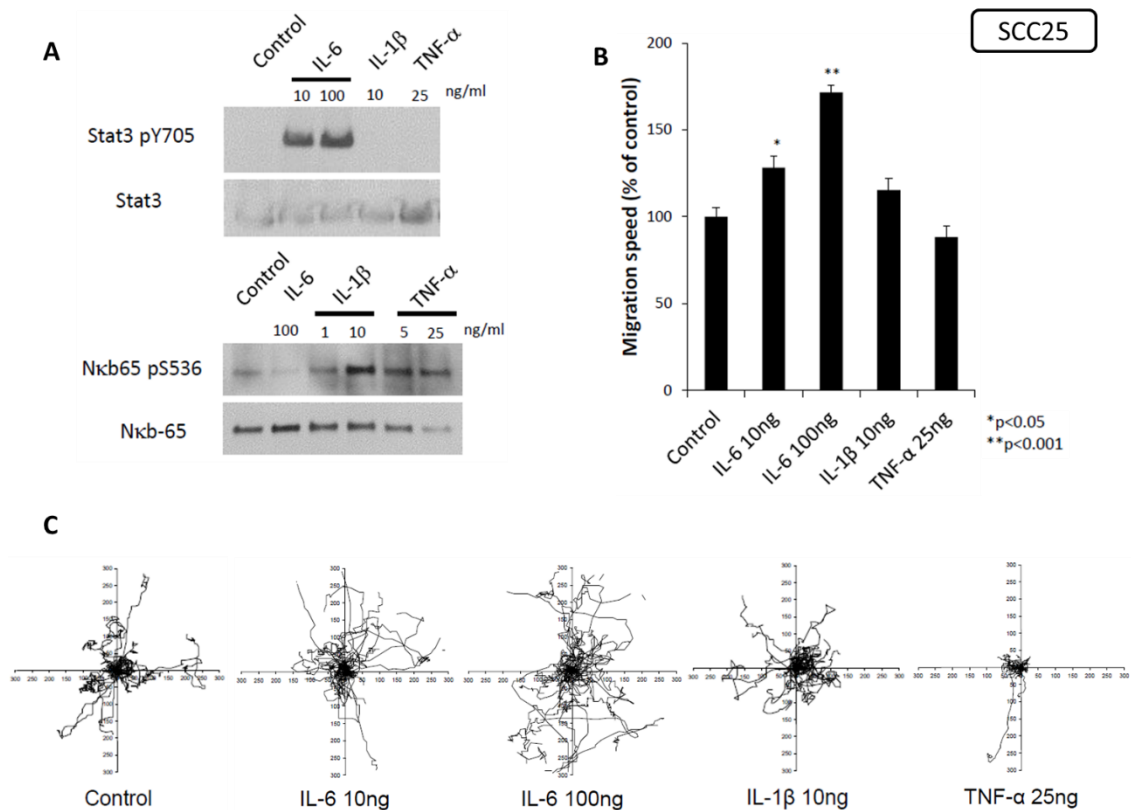 SCC25
A
Control IL-6 IL-1β TNF-α
10 100 10 25 ng/ml
Stat3 pY705
Stat3
Control IL-6 IL-1β TNF-α
100 1 10 5 25 ng/ml
Nκb65 pS536
Nκb-65
B
Migration speed (% of control)
200
150
100
50
0
** 
*
Control IL-6 10ng IL-6 100ng IL-1β 10ng TNF-α 25ng
*p<0.05
**p<0.001
C
Control IL-6 10ng IL-6 100ng IL-1β 10ng TNF-α 25ng